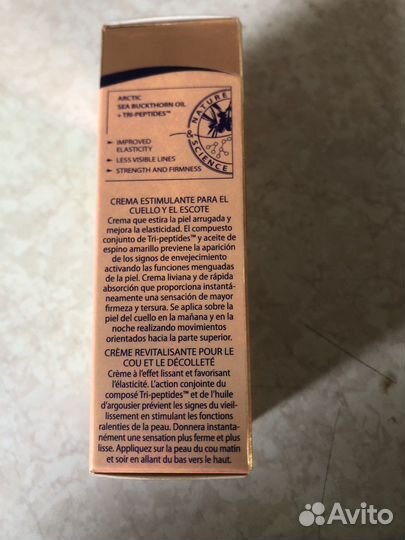 ARCTIC
SEA BUCKTHORN OIL
+ TRI-PEPTIDES™
NATURE & SCIENCE
IMPROVED
ELASTICITY
LESS VISIBLE LINES
STRENGTH AND FIRMNESS
CREMA ESTIMULANTE PARA EL
CUELLO Y EL ESCOTE
Crema que estira la piel arrugada y
mejora la elasticidad. El compuesto
conjunto de Tri-peptides™ y aceite de
espino amarillo previene la aparición
de los signos de envejecimiento
activando las funciones menguadas
de la piel. Crema liviana y de rápida
absorción que proporciona instantá-
neamente una sensación de mayor
firmeza y tersura. Se aplica sobre la
piel del cuello en la mañana y en la
noche realizando movimientos
orientados hacia la parte superior.
CRÈME REVITALISANTE POUR LE
COU ET LE DÉCOLLETÉ
Crème à l'effet lissant et favorisant
l'élasticité. L'action conjointe du
composé Tri-peptides™ et de l'huile
d'argousier prévient les signes du vieil-
lissement en stimulant les fonctions
ralenties de la peau. Donnera instanta-
nément une sensation plus ferme et plus
lisse. Appliquez sur la peau du cou matin
et soir en allant du bas vers le haut.
Avito